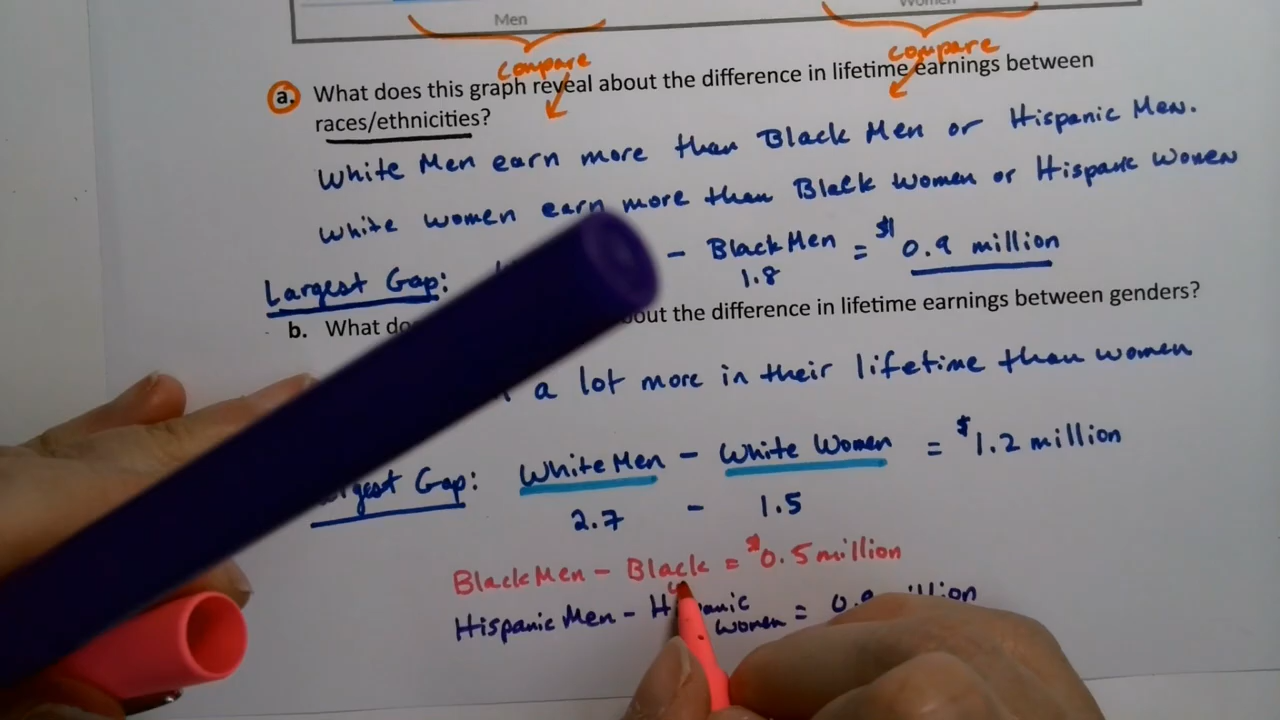 Men
Women
compare
compare
a. What does this graph reveal about the difference in lifetime earnings between
races/ethnicities?
White Men earn more than Black Men or Hispanic Men.
White women earn more than Black Women or Hispanic Women
Largest Gap: - Black Men = $0.9 million
1.8
b. What do out the difference in lifetime earnings between genders?
a lot more in their lifetime than women
Gap: White Men - White Women = $1.2 million
2.7 - 1.5
Black Men - Black = $0.5 million
Hispanic Men -
women =